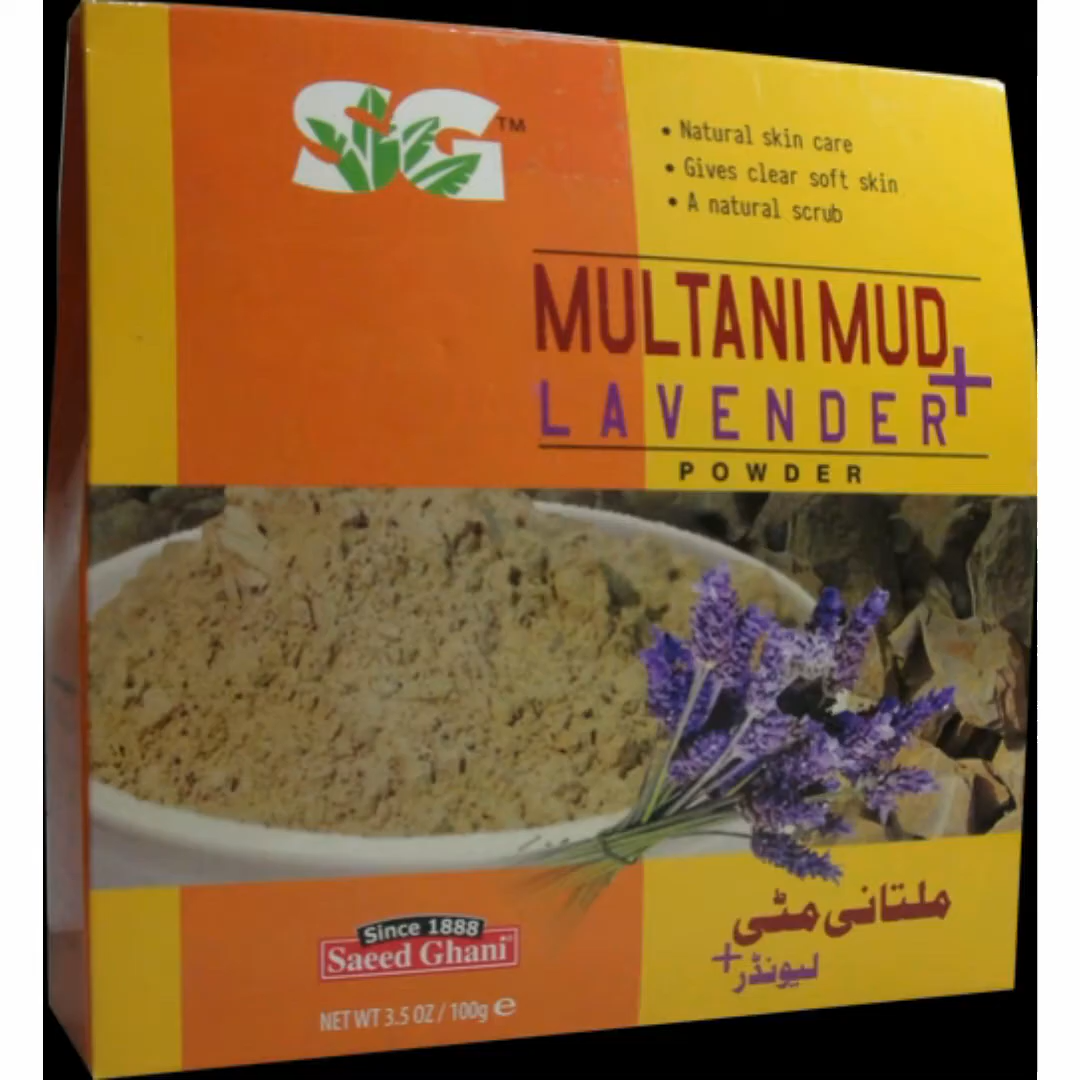 SG™
• Natural skin care
• Gives clear soft skin
• A natural scrub
MULTANI MUD
+
LAVENDER
POWDER
ملتانی مٹی
+لیونڈر
Since 1888
Saeed Ghani®
NET WT 3.5 OZ / 100g ℮